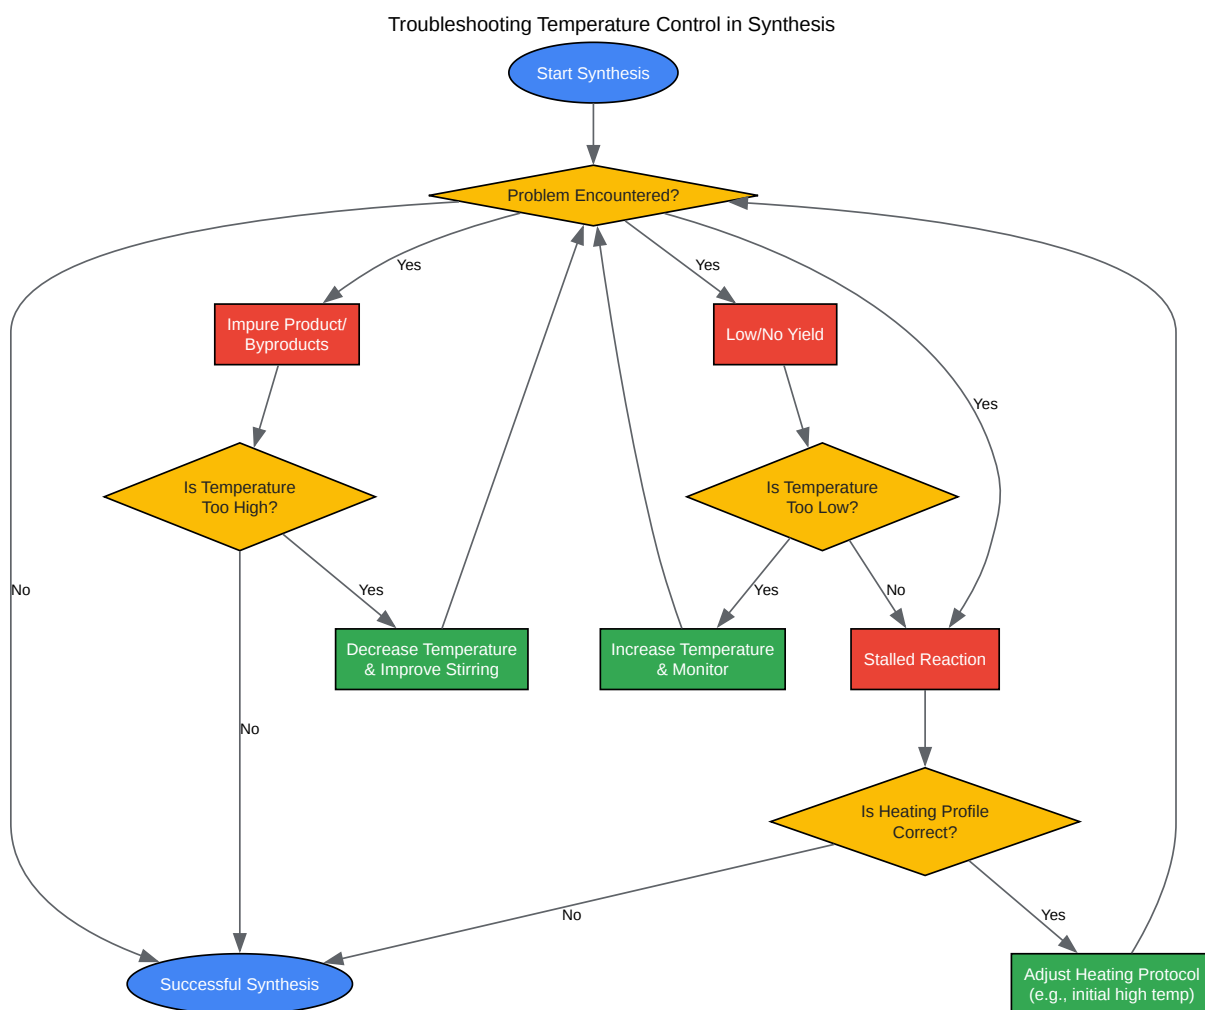 Troubleshooting Temperature Control in Synthesis
Start Synthesis
Problem Encountered?
Yes
Yes
Impure Product/
Byproducts
Low/No Yield
Yes
Is Temperature
Too High?
Is Temperature
Too Low?
No
Yes
Yes
No
Decrease Temperature
& Improve Stirring
Increase Temperature
& Monitor
Stalled Reaction
No
Is Heating Profile
Correct?
No
Yes
Successful Synthesis
Adjust Heating Protocol
(e.g., initial high temp)